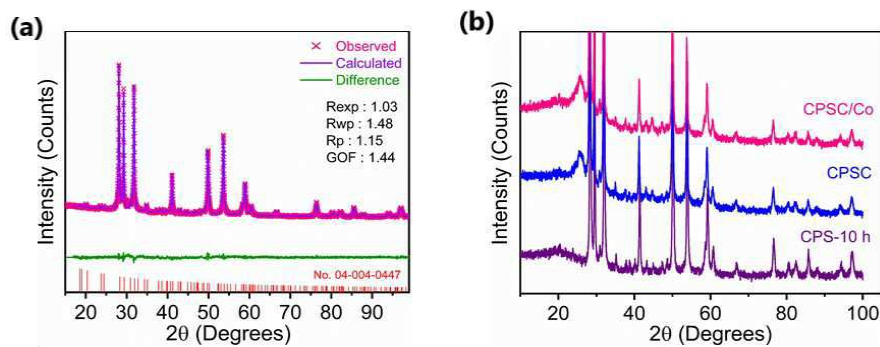 (a)
Intensity (Counts)
Observed
Calculated
Difference
Rexp : 1.03
Rwp : 1.48
Rp : 1.15
GOF : 1.44
No. 04-004-0447
20 30 40 50 60 70 80 90
2θ (Degrees)
(b)
Intensity (Counts)
CPSC/Co
CPSC
CPS-10 h
20 40 60 80 100
2θ (Degrees)